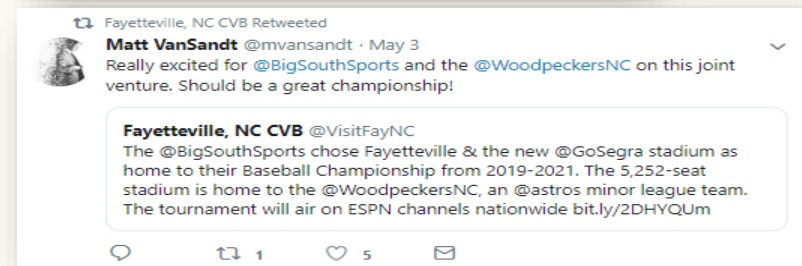 Fayetteville, NC CVB Retweeted
Matt VanSandt @mvansandt · May 3
Really excited for @BigSouthSports and the @WoodpeckersNC on this joint
venture. Should be a great championship!
Fayetteville, NC CVB @VisitFayNC
The @BigSouthSports chose Fayetteville & the new @GoSegra stadium as
home to their Baseball Championship from 2019-2021. The 5,252-seat
stadium is home to the @WoodpeckersNC, an @astros minor league team.
The tournament will air on ESPN channels nationwide bit.ly/2DHYQUm
1 5